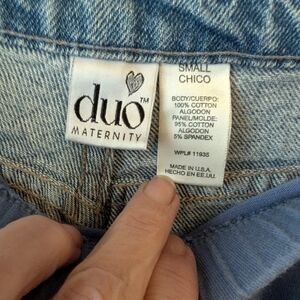 duo™
MATERNITY
SMALL
CHICO
BODY/CUERPO:
100% COTTON
ALGODON
PANEL/MOLDE:
95% COTTON
ALGODON
5% SPANDEX
WPL# 11935
MADE IN U.S.A.
HECHO EN EE.UU.